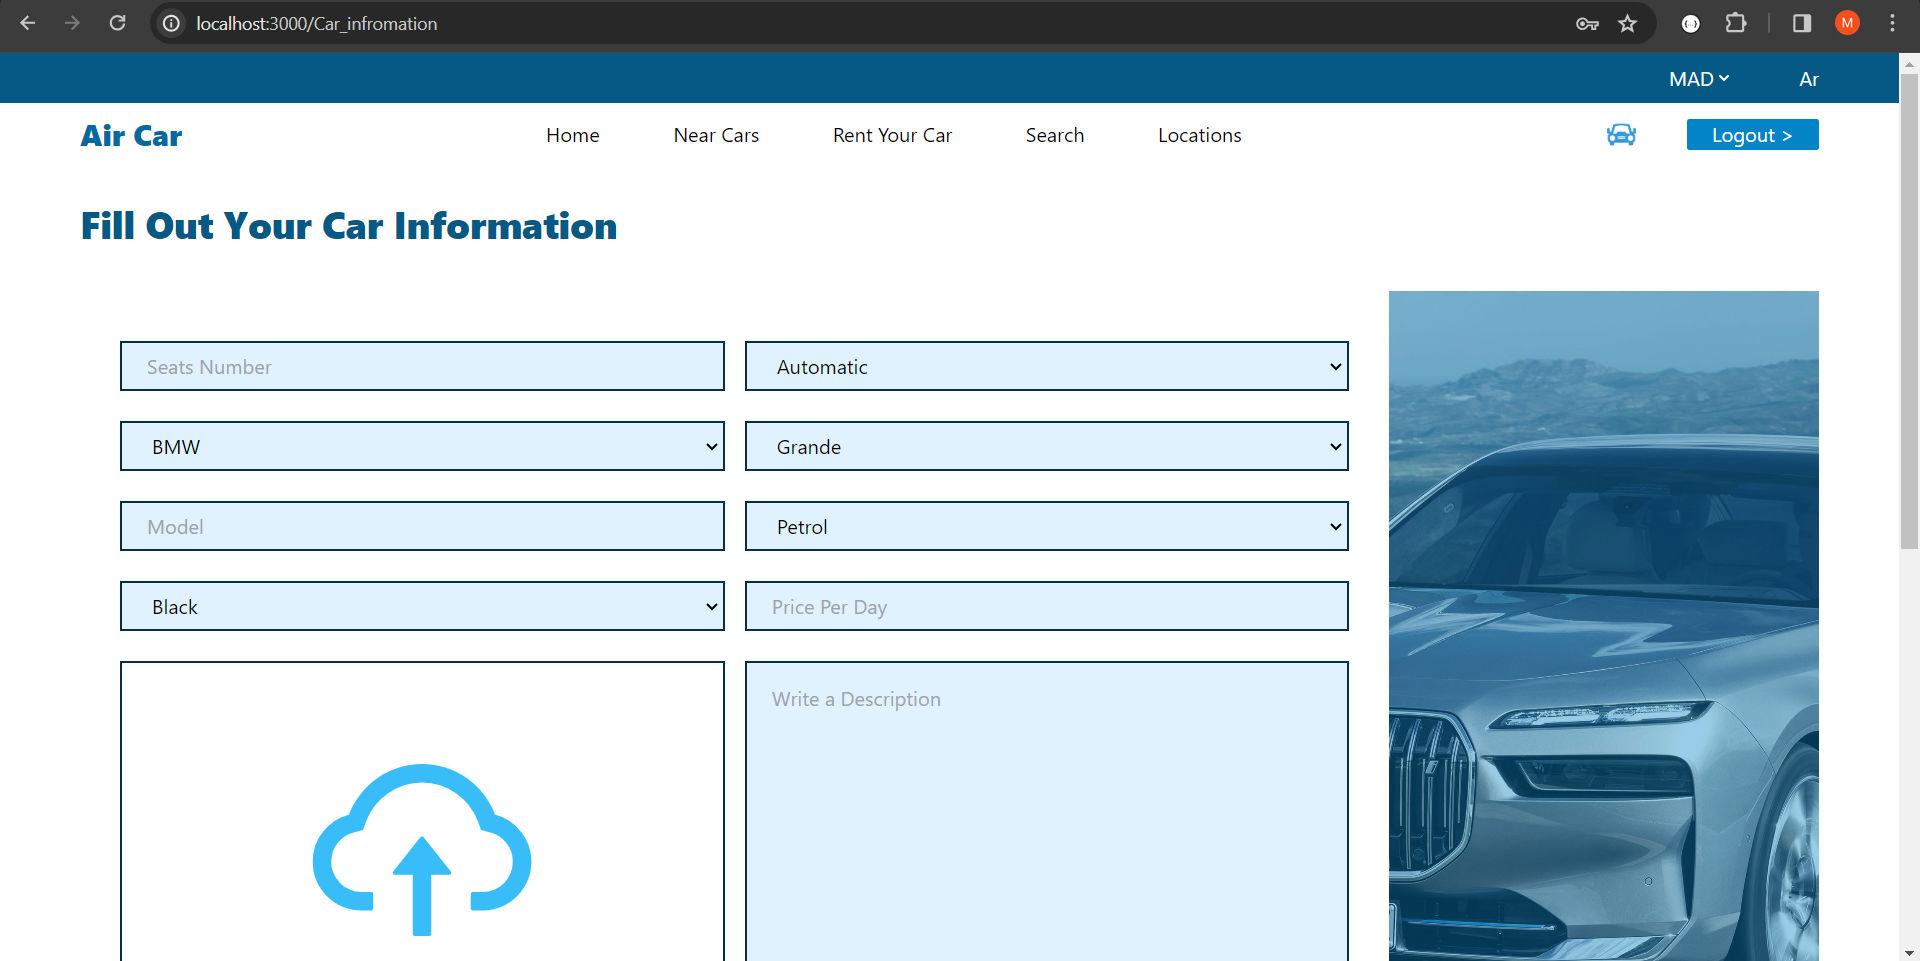 localhost:3000/Car_infromation
M
MAD Ar
Air Car Home Near Cars Rent Your Car Search Locations Logout >
Fill Out Your Car Information
Seats Number Automatic
BMW Grande
Model Petrol
Black Price Per Day
Write a Description